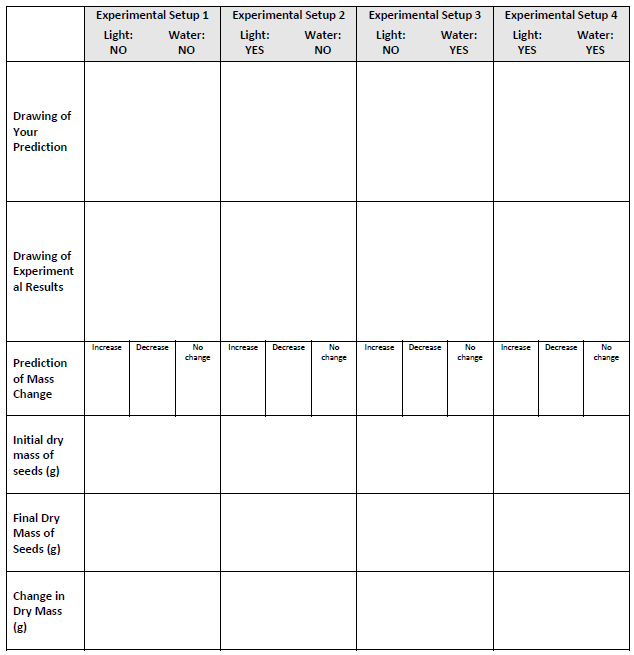 Experimental Setup 1 Experimental Setup 2 Experimental Setup 3 Experimental Setup 4
Light: Water: Light: Water: Light: Water: Light: Water:
NO NO YES NO NO YES YES YES
Drawing of
Your
Prediction
Drawing of
Experiment
al Results
Increase Decrease No Increase Decrease No Increase Decrease No Increase Decrease No
change change change change
Prediction
of Mass
Change
Initial dry
mass of
seeds (g)
Final Dry
Mass of
Seeds (g)
Change in
Dry Mass
(g)